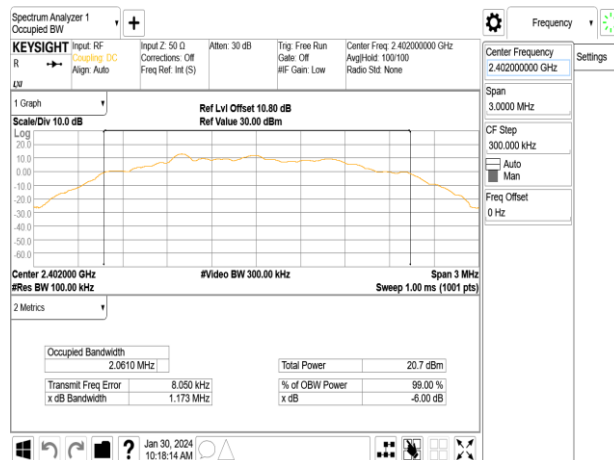 Spectrum Analyzer 1
Occupied BW
Frequency
KEYSIGHT
Input: RF
Coupling: DC
Align: Auto
Input Z: 50 Ω
Corrections: Off
Freq Ref: Int (S)
Atten: 30 dB
Trig: Free Run
Gate: Off
#IF Gain: Low
Center Freq: 2.402000000 GHz
Avg|Hold: 100/100
Radio Std: None
R
LXI
Center Frequency
2.402000000 GHz
Settings
Span
3.0000 MHz
CF Step
300.000 kHz
Auto
Man
Freq Offset
0 Hz
1 Graph
Scale/Div 10.0 dB
Ref Lvl Offset 10.80 dB
Ref Value 30.00 dBm
Log
20.0
10.0
0.00
-10.0
-20.0
-30.0
-40.0
-50.0
-60.0
Center 2.402000 GHz
#Video BW 300.00 kHz
Span 3 MHz
#Res BW 100.00 kHz
Sweep 1.00 ms (1001 pts)
2 Metrics
Occupied Bandwidth
2.0610 MHz
Total Power 20.7 dBm
Transmit Freq Error 8.050 kHz
% of OBW Power 99.00 %
x dB Bandwidth 1.173 MHz
x dB -6.00 dB
?
Jan 30, 2024
10:18:14 AM